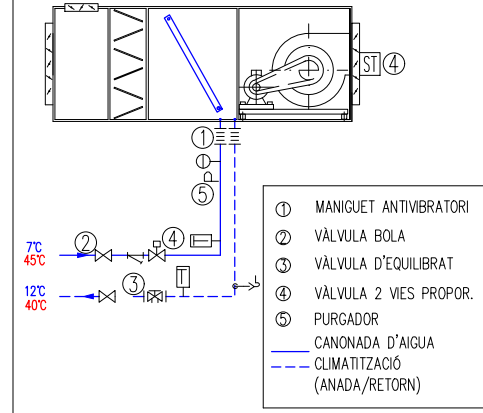 ST 4
1
5
4
2
7°C
45°C
12°C
40°C
3
1 MANIGUET ANTIVIBRATORI
2 VÀLVULA BOLA
3 VÀLVULA D'EQUILIBRAT
4 VÀLVULA 2 VIES PROPOR.
5 PURGADOR
CANONADA D'AIGUA
CLIMATITZACIÓ
(ANADA/RETORN)